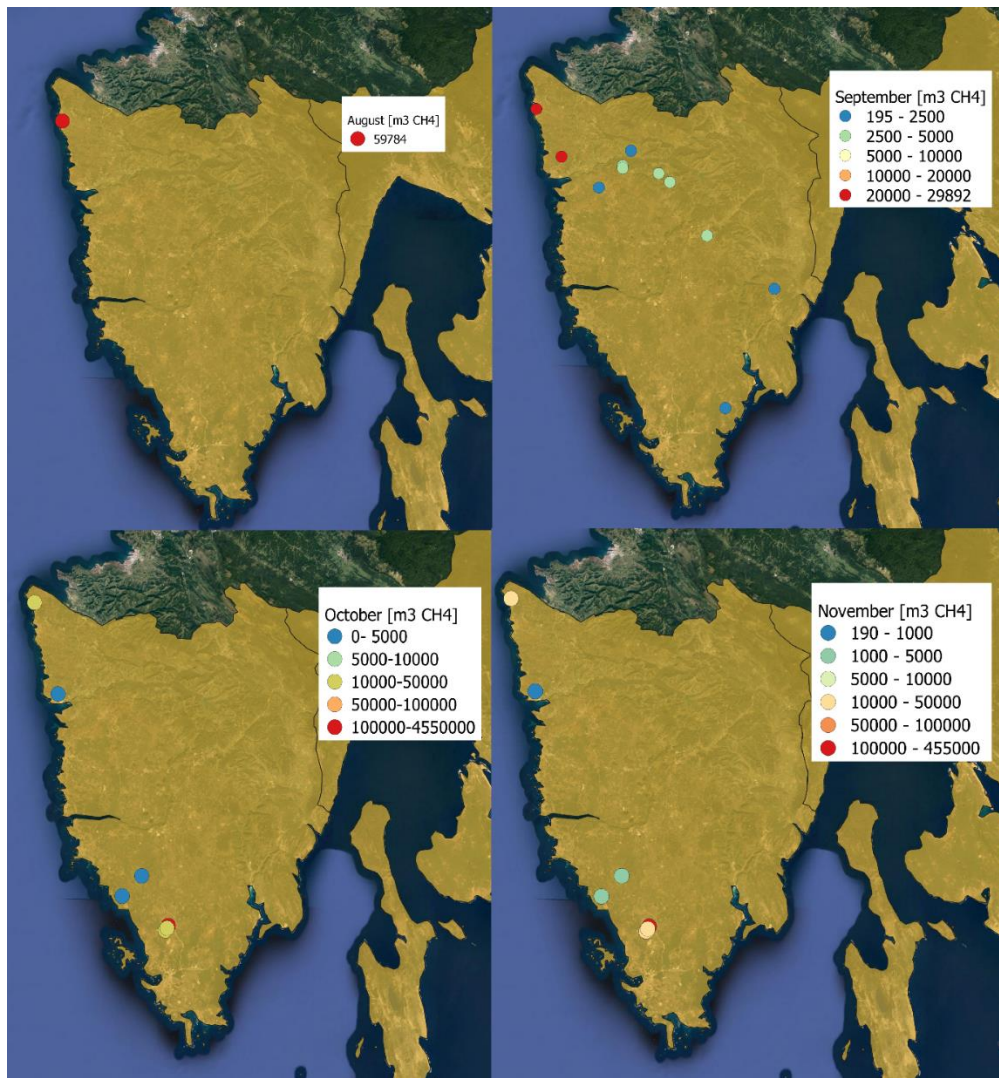 August [m3 CH4]
59784
September [m3 CH4]
195 - 2500
2500 - 5000
5000 - 10000
10000 - 20000
20000 - 29892
October [m3 CH4]
0- 5000
5000-10000
10000-50000
50000-100000
100000-4550000
November [m3 CH4]
190 - 1000
1000 - 5000
5000 - 10000
10000 - 50000
50000 - 100000
100000 - 455000